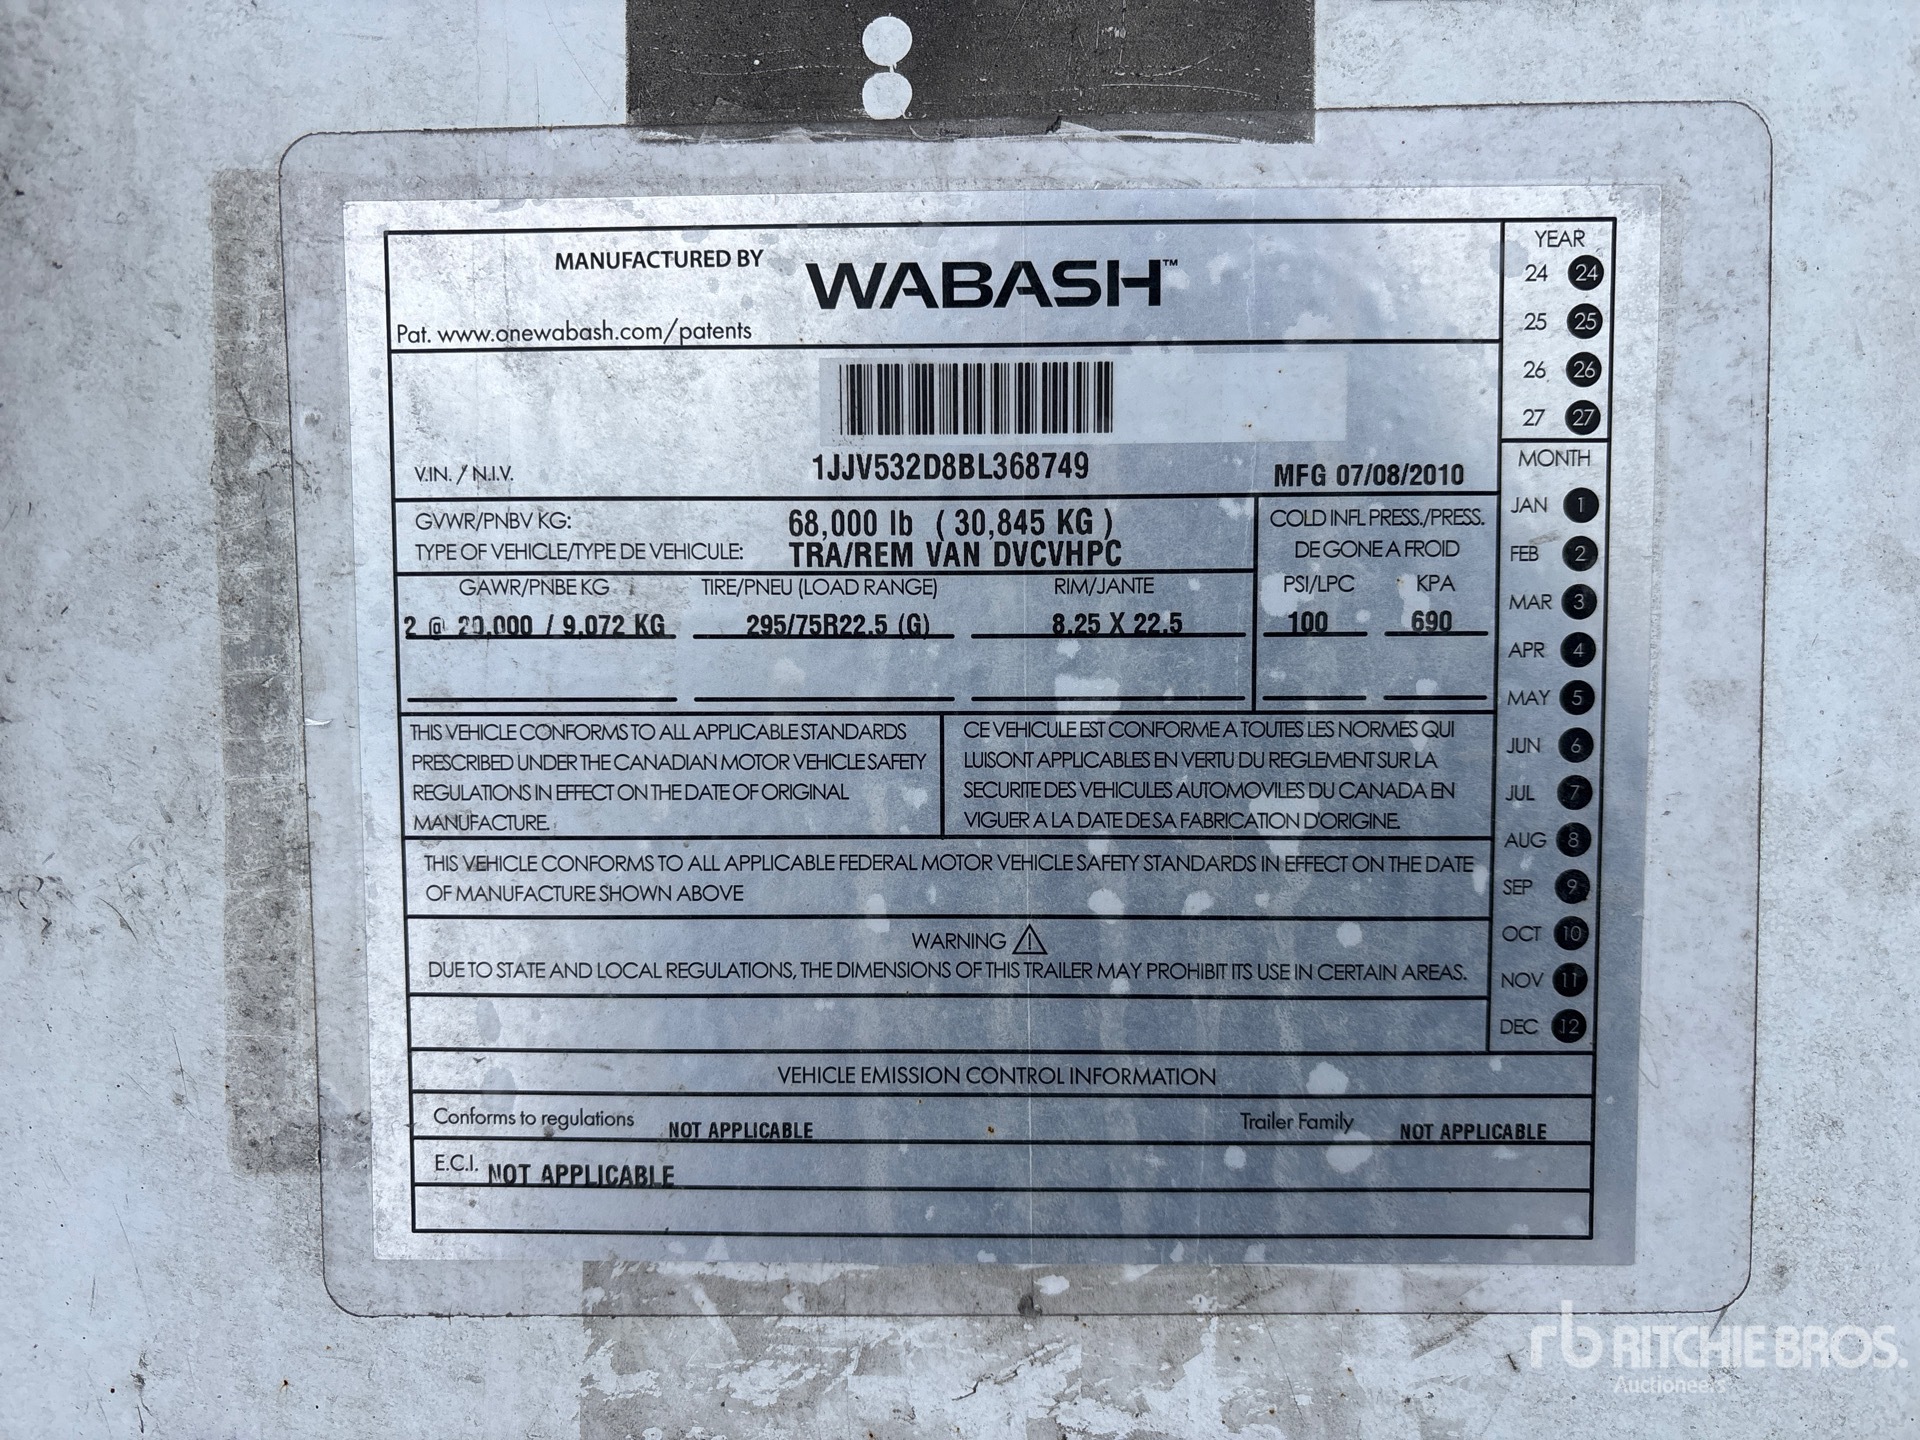 MANUFACTURED BY WABASH™
Pat. www.onewabash.com/patents
V.IN. / N.I.V. 1JJV532D8BL368749 MFG 07/08/2010
GVWR/PNBV KG: 68,000 lb ( 30,845 KG )
TYPE OF VEHICLE/TYPE DE VEHICULE: TRA/REM VAN DVCVHPC
COLD INFL PRESS./PRESS.
DE GONE A FROID
GAWR/PNBE KG TIRE/PNEU (LOAD RANGE) RIM/JANTE PSI/LPC KPA
2 @ 20,000 / 9,072 KG 295/75R22.5 (G) 8.25 X 22.5 100 690
THIS VEHICLE CONFORMS TO ALL APPLICABLE STANDARDS
PRESCRIBED UNDER THE CANADIAN MOTOR VEHICLE SAFETY
REGULATIONS IN EFFECT ON THE DATE OF ORIGINAL
MANUFACTURE.
CE VEHICULE EST CONFORME A TOUTES LES NORMES QUI
LUISONT APPLICABLES EN VERTU DU REGLEMENT SUR LA
SECURITE DES VEHICULES AUTOMOVILES DU CANADA EN
VIGUER A LA DATE DE SA FABRICATION D'ORIGINE.
THIS VEHICLE CONFORMS TO ALL APPLICABLE FEDERAL MOTOR VEHICLE SAFETY STANDARDS IN EFFECT ON THE DATE
OF MANUFACTURE SHOWN ABOVE
WARNING
DUE TO STATE AND LOCAL REGULATIONS, THE DIMENSIONS OF THIS TRAILER MAY PROHIBIT ITS USE IN CERTAIN AREAS.
VEHICLE EMISSION CONTROL INFORMATION
Conforms to regulations NOT APPLICABLE Trailer Family NOT APPLICABLE
E.C.I. NOT APPLICABLE
YEAR
24 24
25 25
26 26
27 27
MONTH
JAN 1
FEB 2
MAR 3
APR 4
MAY 5
JUN 6
JUL 7
AUG 8
SEP 9
OCT 10
NOV 11
DEC 12
rb RITCHIE BROS.
Auctioneers